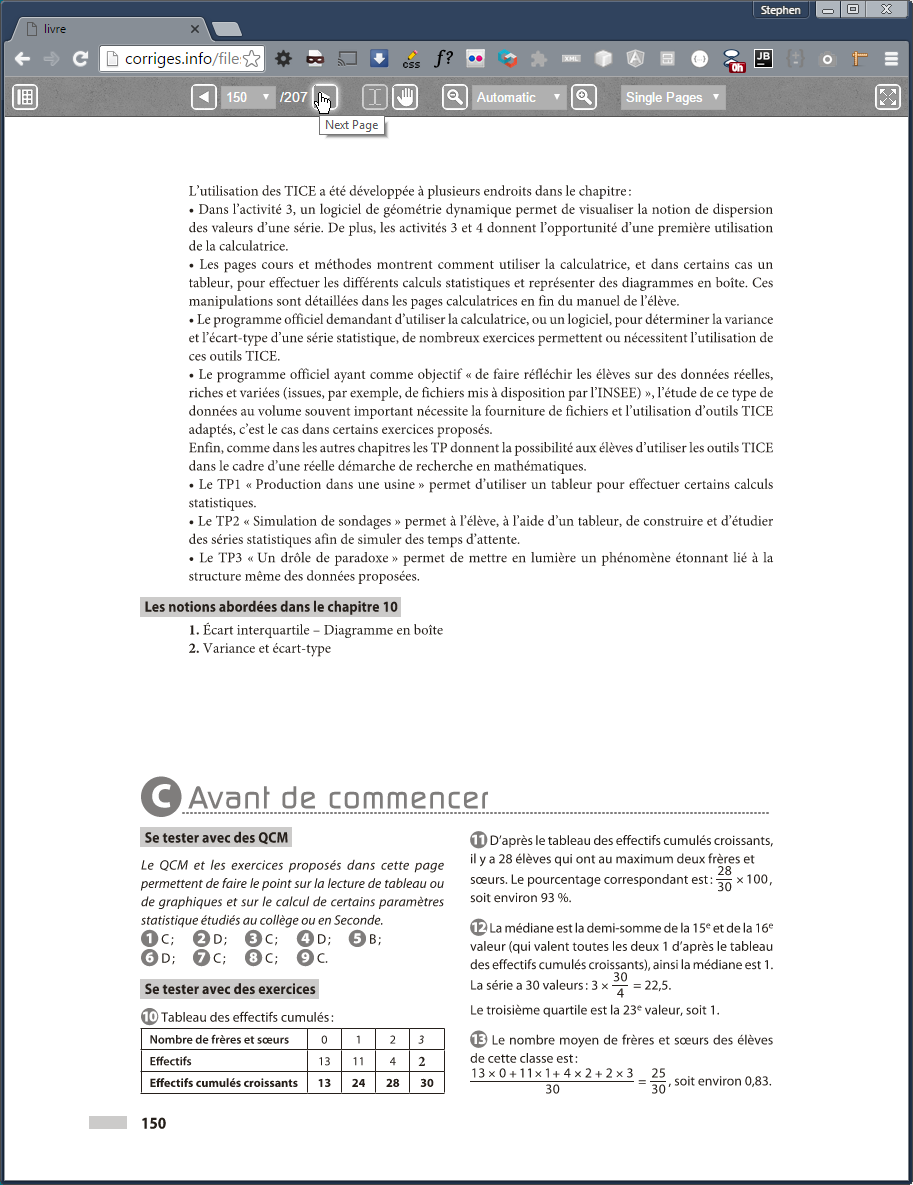 Stephen
livre
corriges.info/file
css
f?
XML
0h
JB
150
/207
Automatic
Single Pages
Next Page
L’utilisation des TICE a été développée à plusieurs endroits dans le chapitre :
• Dans l’activité 3, un logiciel de géométrie dynamique permet de visualiser la notion de dispersion
des valeurs d’une série. De plus, les activités 3 et 4 donnent l’opportunité d’une première utilisation
de la calculatrice.
• Les pages cours et méthodes montrent comment utiliser la calculatrice, et dans certains cas un
tableur, pour effectuer les différents calculs statistiques et représenter des diagrammes en boîte. Ces
manipulations sont détaillées dans les pages calculatrices en fin du manuel de l’élève.
• Le programme officiel demandant d’utiliser la calculatrice, ou un logiciel, pour déterminer la variance
et l’écart-type d’une série statistique, de nombreux exercices permettent ou nécessitent l’utilisation de
ces outils TICE.
• Le programme officiel ayant comme objectif « de faire réfléchir les élèves sur des données réelles,
riches et variées (issues, par exemple, de fichiers mis à disposition par l’INSEE) », l’étude de ce type de
données au volume souvent important nécessite la fourniture de fichiers et l’utilisation d’outils TICE
adaptés, c’est le cas dans certains exercices proposés.
Enfin, comme dans les autres chapitres les TP donnent la possibilité aux élèves d’utiliser les outils TICE
dans le cadre d’une réelle démarche de recherche en mathématiques.
• Le TP1 « Production dans une usine » permet d’utiliser un tableur pour effectuer certains calculs
statistiques.
• Le TP2 « Simulation de sondages » permet à l’élève, à l’aide d’un tableur, de construire et d’étudier
des séries statistiques afin de simuler des temps d’attente.
• Le TP3 « Un drôle de paradoxe » permet de mettre en lumière un phénomène étonnant lié à la
structure même des données proposées.
Les notions abordées dans le chapitre 10
1. Écart interquartile – Diagramme en boîte
2. Variance et écart-type
C Avant de commencer
Se tester avec des QCM
Le QCM et les exercices proposés dans cette page
permettent de faire le point sur la lecture de tableau ou
de graphiques et sur le calcul de certains paramètres
statistique étudiés au collège ou en Seconde.
1 C ; 2 D ; 3 C ; 4 D ; 5 B ;
6 D ; 7 C ; 8 C ; 9 C.
Se tester avec des exercices
10 Tableau des effectifs cumulés :
Nombre de frères et sœurs 0 1 2 3
Effectifs 13 11 4 2
Effectifs cumulés croissants 13 24 28 30
11 D’après le tableau des effectifs cumulés croissants,
il y a 28 élèves qui ont au maximum deux frères et
sœurs. Le pourcentage correspondant est : 28/30 × 100,
soit environ 93 %.
12 La médiane est la demi-somme de la 15e et de la 16e
valeur (qui valent toutes les deux 1 d’après le tableau
des effectifs cumulés croissants), ainsi la médiane est 1.
La série a 30 valeurs : 3 × 30/4 = 22,5.
Le troisième quartile est la 23e valeur, soit 1.
13 Le nombre moyen de frères et sœurs des élèves
de cette classe est :
13 × 0 + 11 × 1 + 4 × 2 + 2 × 3 / 30 = 25/30, soit environ 0,83.
150